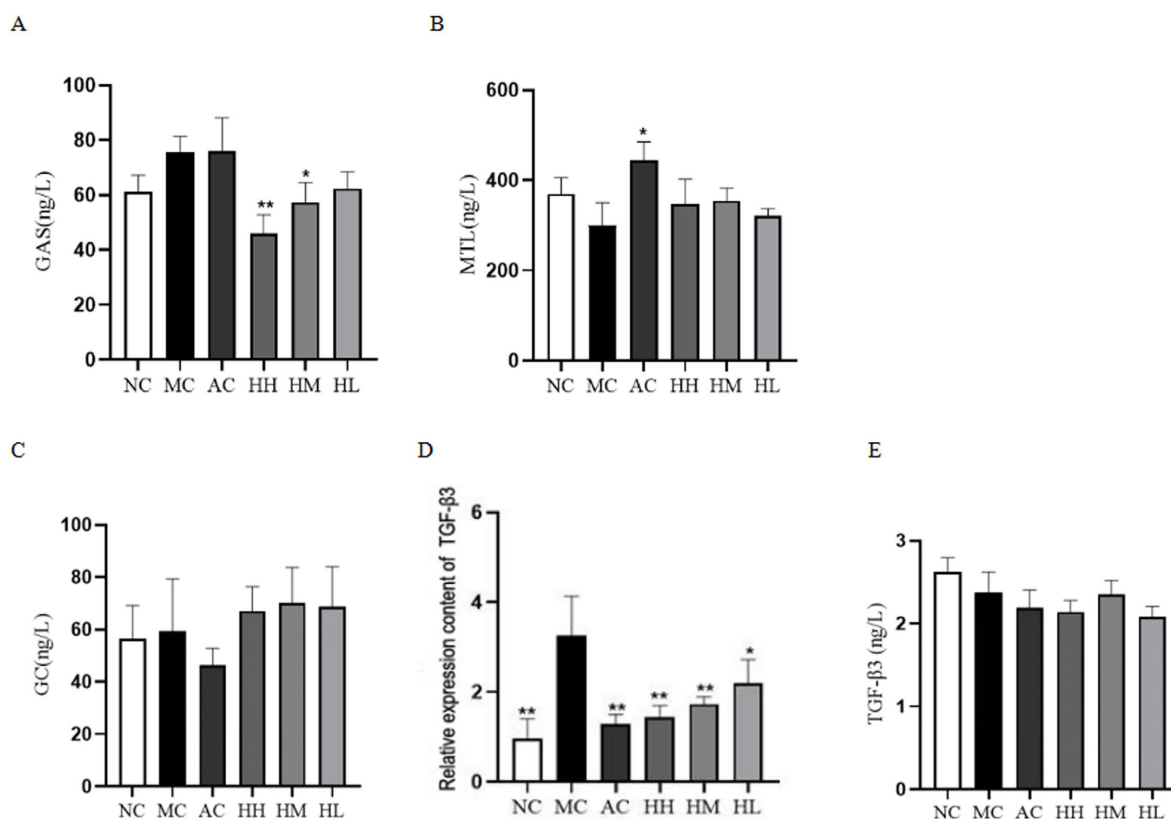 A
GAS(ng/L)
100
80
60
40
20
0
**
*
NC MC AC HH HM HL
B
MTL(ng/L)
600
400
200
0
*
NC MC AC HH HM HL
C
GC(ng/L)
100
80
60
40
20
0
NC MC AC HH HM HL
D
Relative expression content of TGF-β3
6
4
2
0
** ** ** ** *
NC MC AC HH HM HL
E
TGF-β3 (ng/L)
3
2
1
0
NC MC AC HH HM HL